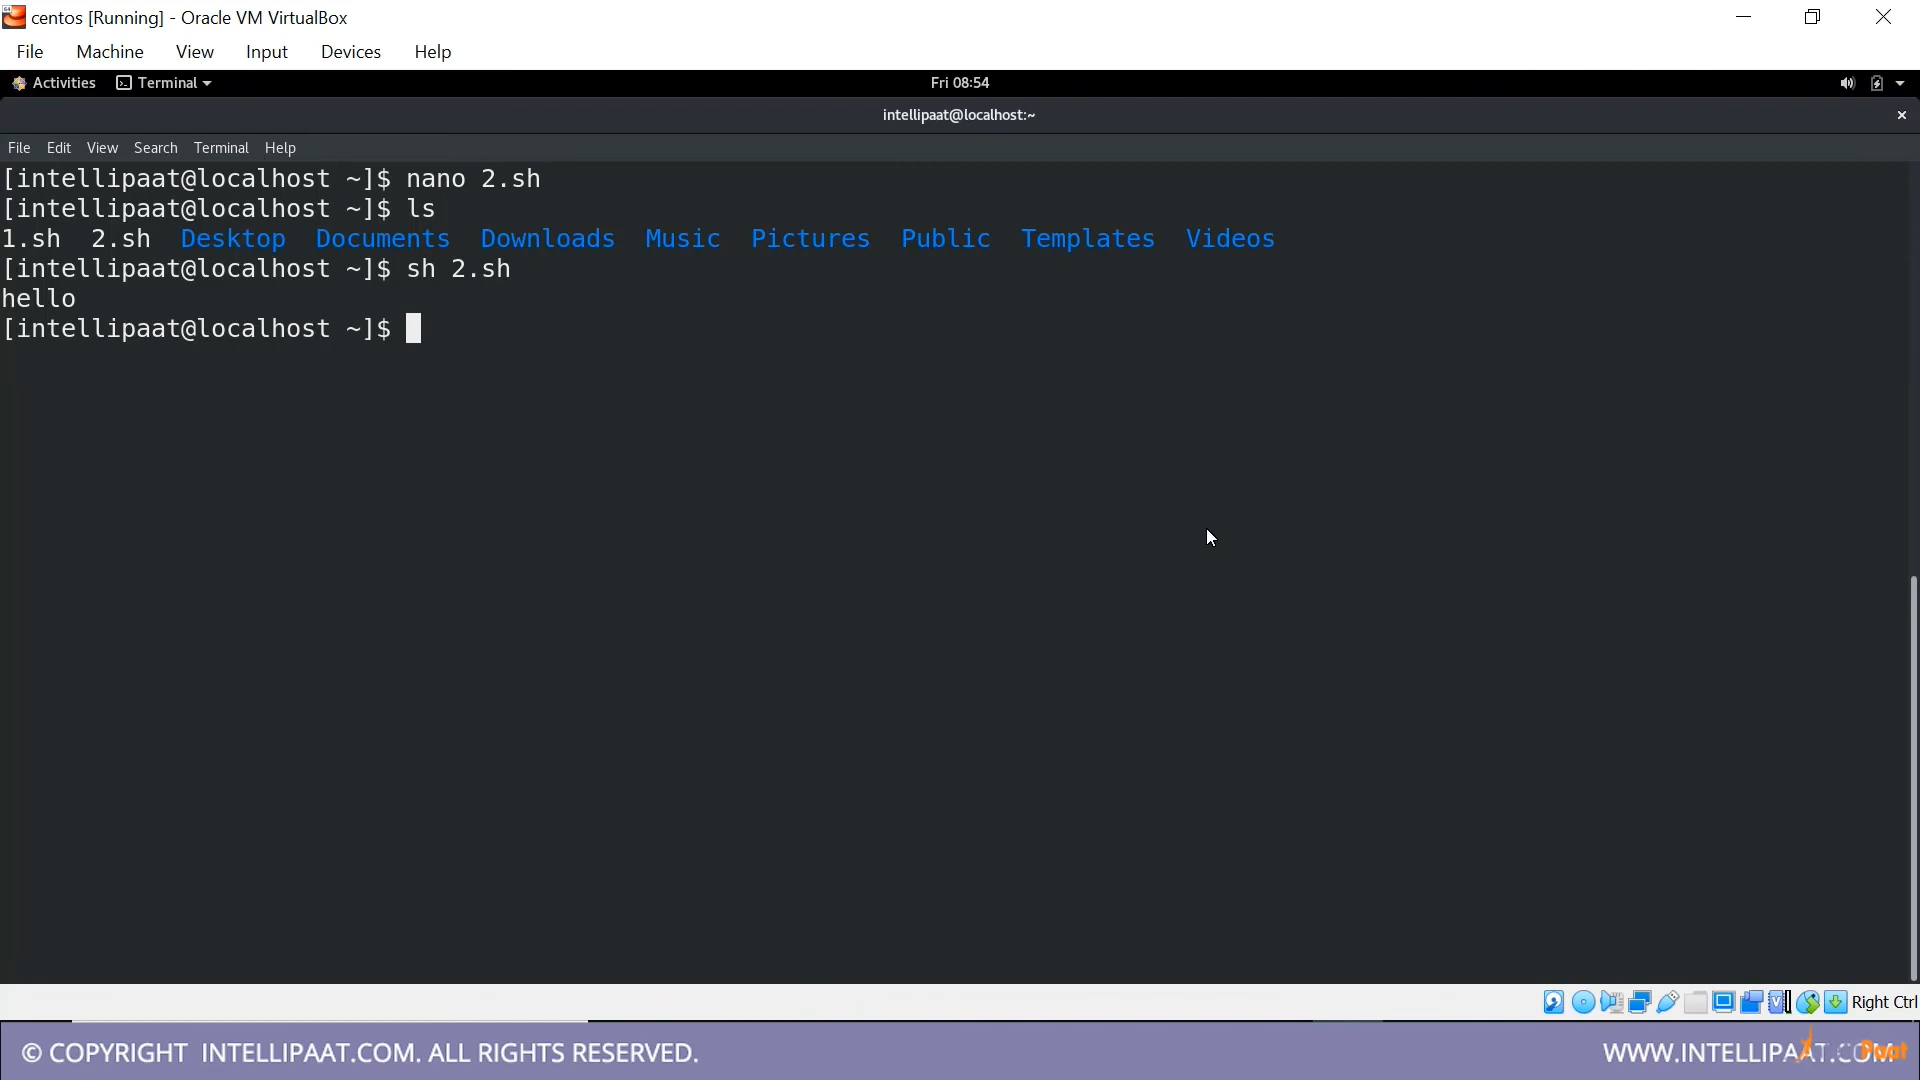 centos [Running] - Oracle VM VirtualBox
File Machine View Input Devices Help
Activities Terminal Fri 08:54
intellipaat@localhost:~
File Edit View Search Terminal Help
[intellipaat@localhost ~]$ nano 2.sh
[intellipaat@localhost ~]$ ls
1.sh 2.sh Desktop Documents Downloads Music Pictures Public Templates Videos
[intellipaat@localhost ~]$ sh 2.sh
hello
[intellipaat@localhost ~]$
Right Ctrl
© COPYRIGHT INTELLIPAAT.COM. ALL RIGHTS RESERVED. WWW.INTELLIPAAT.COM